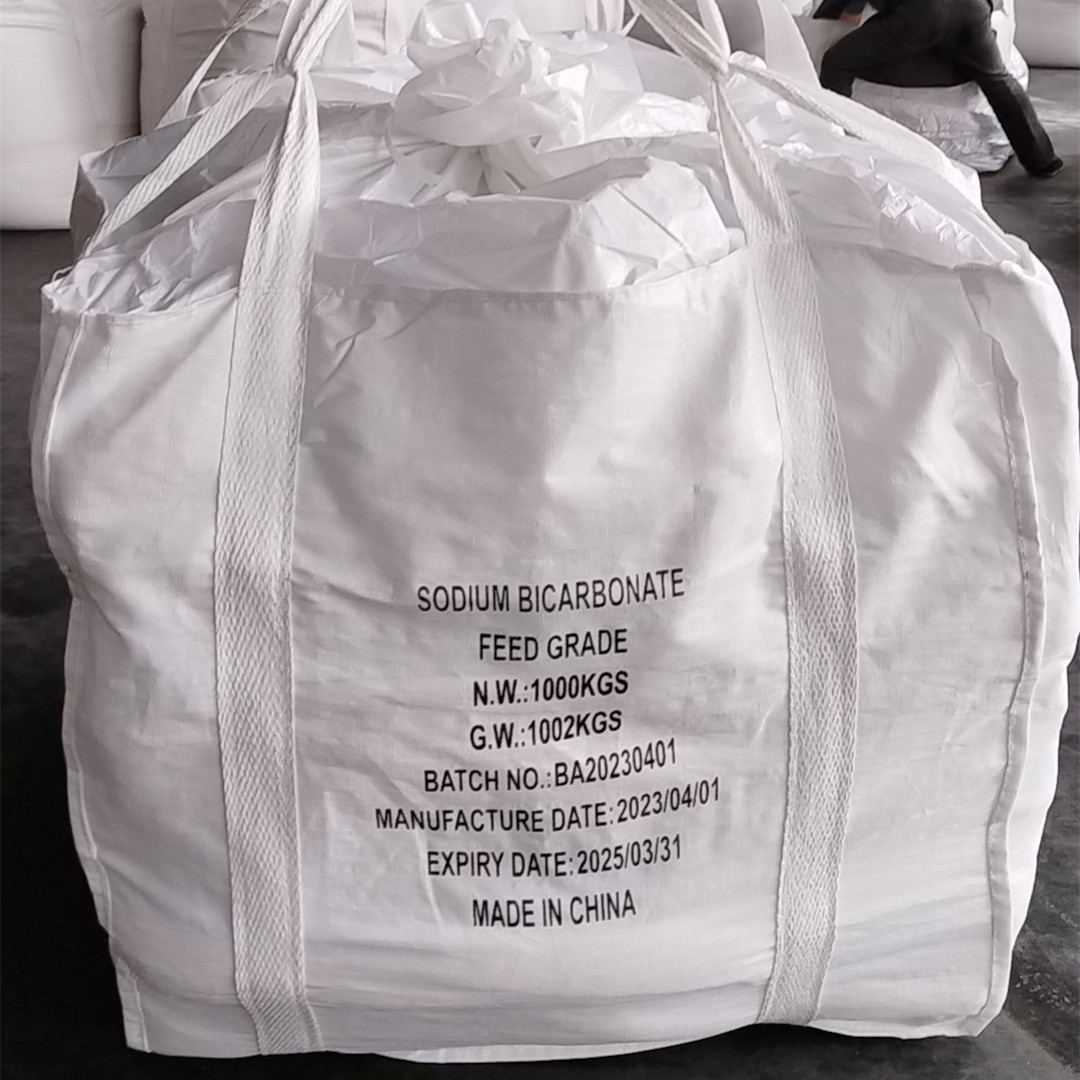 SODIUM BICARBONATE
FEED GRADE
N.W.:1000KGS
G.W.:1002KGS
BATCH NO.:BA20230401
MANUFACTURE DATE:2023/04/01
EXPIRY DATE:2025/03/31
MADE IN CHINA